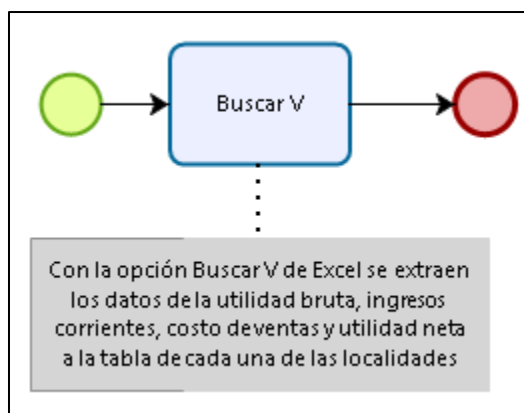 Buscar V
Con la opción Buscar V de Excel se extraen
los datos de la utilidad bruta, ingresos
corrientes, costo deventas y utilidad neta
a la tabla de cada una de las localidades